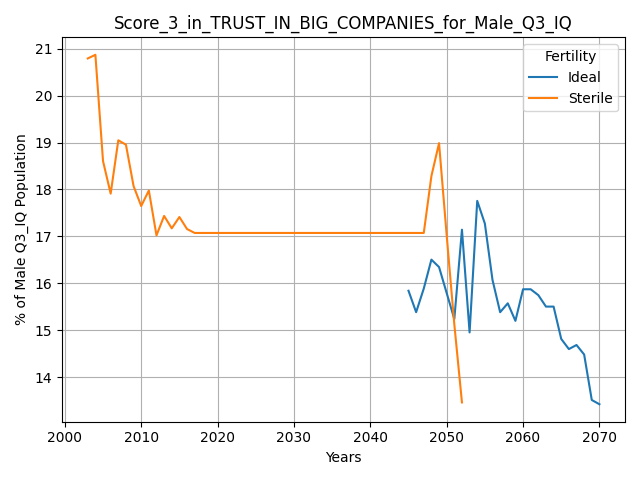 Score_3_in_TRUST_IN_BIG_COMPANIES_for_Male_Q3_IQ
Fertility
Ideal
Sterile
% of Male Q3_IQ Population
21
20
19
18
17
16
15
14
2000 2010 2020 2030 2040 2050 2060 2070
Years